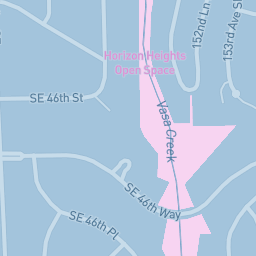 152nd Ln
153rd Ave S
Horizon Heights
Open Space
SE 46th St
Vasa Creek
SE 46th Way
SE 46th Pl